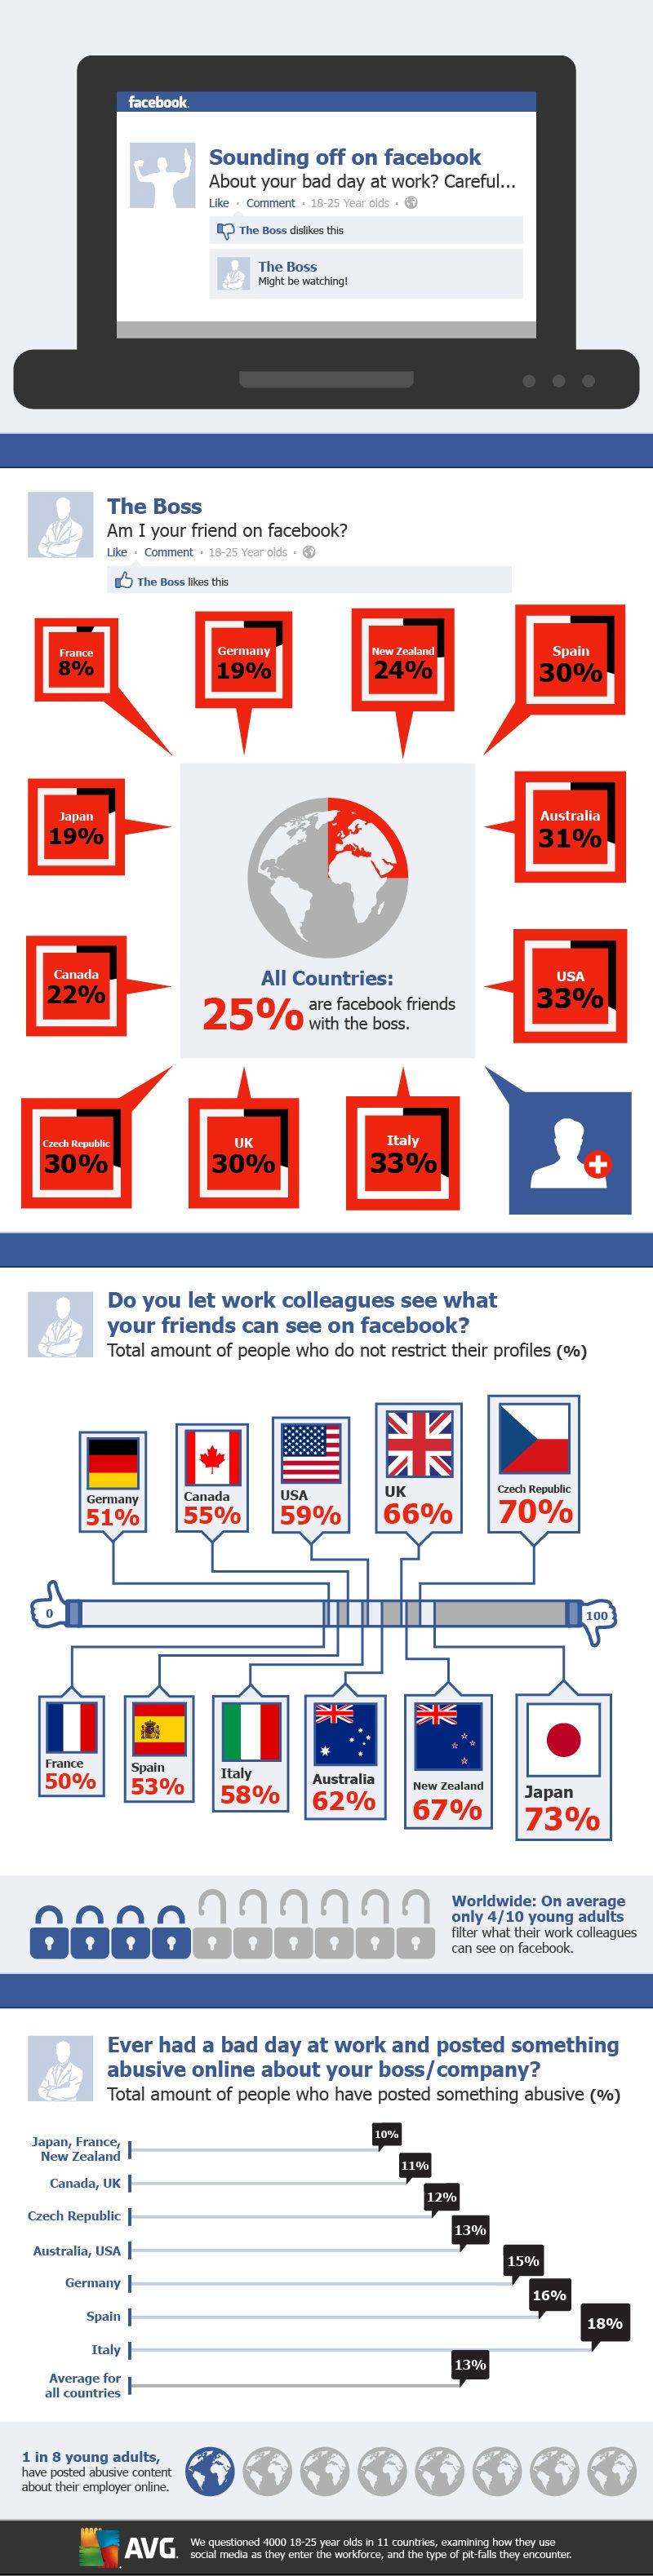 facebook.
Sounding off on facebook
About your bad day at work? Careful...
Like · Comment · 18-25 Year olds ·
The Boss dislikes this
The Boss
Might be watching!
The Boss
Am I your friend on facebook?
Like · Comment · 18-25 Year olds ·
The Boss likes this
France
8%
Germany
19%
New Zealand
24%
Spain
30%
Japan
19%
Australia
31%
Canada
22%
USA
33%
All Countries:
25% are facebook friends
with the boss.
Czech Republic
30%
UK
30%
Italy
33%
Do you let work colleagues see what
your friends can see on facebook?
Total amount of people who do not restrict their profiles (%)
Germany
51%
Canada
55%
USA
59%
UK
66%
Czech Republic
70%
0
100
France
50%
Spain
53%
Italy
58%
Australia
62%
New Zealand
67%
Japan
73%
Worldwide: On average
only 4/10 young adults
filter what their work colleagues
can see on facebook.
Ever had a bad day at work and posted something
abusive online about your boss/company?
Total amount of people who have posted something abusive (%)
Japan, France,
New Zealand
10%
Canada, UK
11%
Czech Republic
12%
Australia, USA
13%
Germany
15%
Spain
16%
Italy
18%
Average for
all countries
13%
1 in 8 young adults,
have posted abusive content
about their employer online.
AVG.
We questioned 4000 18-25 year olds in 11 countries, examining how they use
social media as they enter the workforce, and the type of pit-falls they encounter.